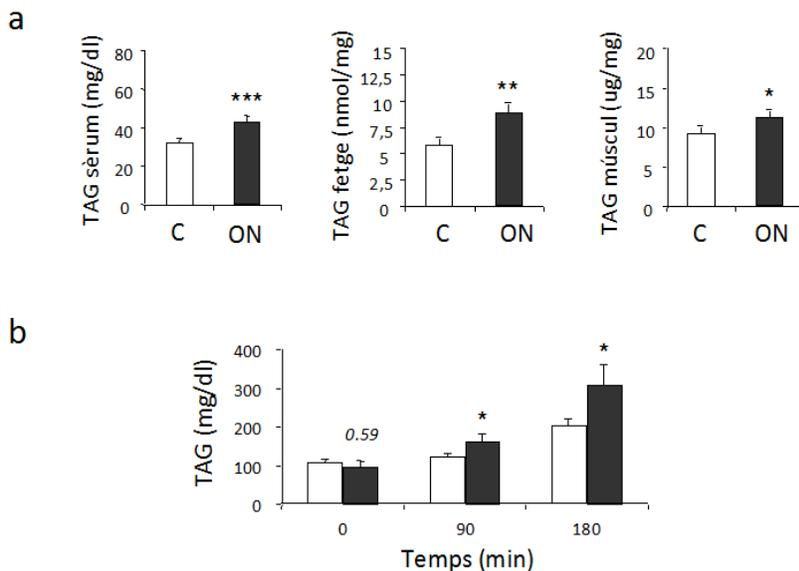 a
TAG sèrum (mg/dl)
80
60
40
20
0
***
C ON
TAG fetge (nmol/mg)
15
12,5
10
7,5
5
2,5
0
**
C ON
TAG múscul (ug/mg)
20
15
10
5
0
*
C ON
b
TAG (mg/dl)
400
300
200
100
0
0.59
*
*
0 90 180
Temps (min)